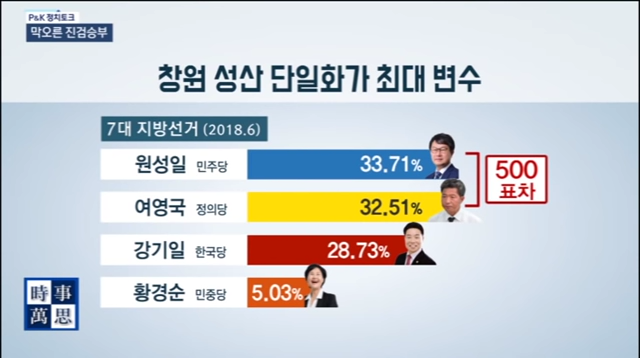 P&K 정치토크
막오른 진검승부
창원 성산 단일화가 최대 변수
7대 지방선거 (2018.6)
원성일 민주당 33.71%
여영국 정의당 32.51%
500
표차
강기일 한국당 28.73%
황경순 민중당 5.03%
時事
萬思